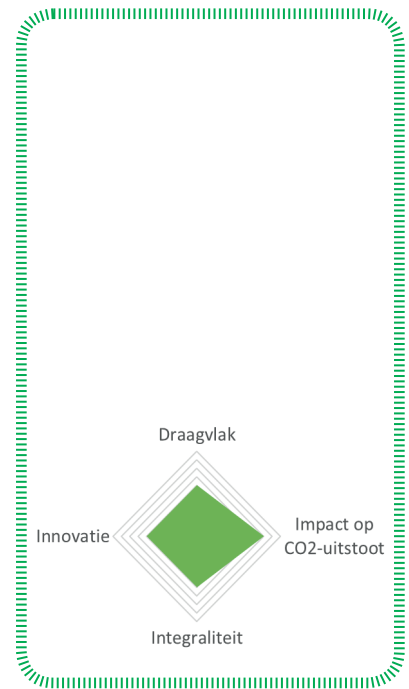 Draagvlak
Innovatie
Impact op
CO2-uitstoot
Integraliteit